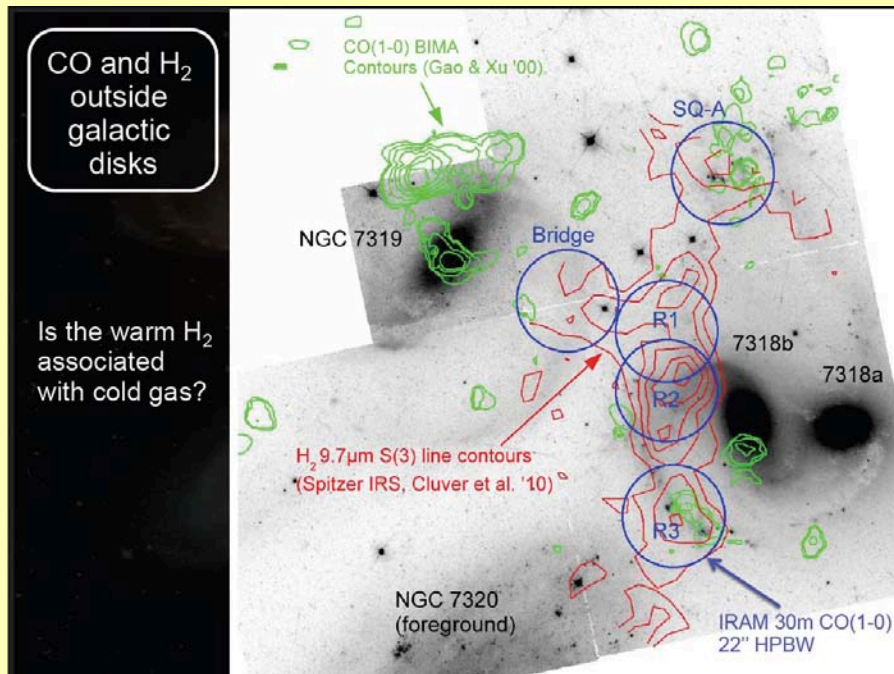 CO and H₂
outside
galactic
disks
Is the warm H₂
associated
with cold gas?
CO(1-0) BIMA
Contours (Gao & Xu '00).
SQ-A
NGC 7319
Bridge
R1
7318b
7318a
R2
H₂ 9.7µm S(3) line contours
(Spitzer IRS, Cluver et al. '10)
R3
NGC 7320
(foreground)
IRAM 30m CO(1-0)
22" HPBW